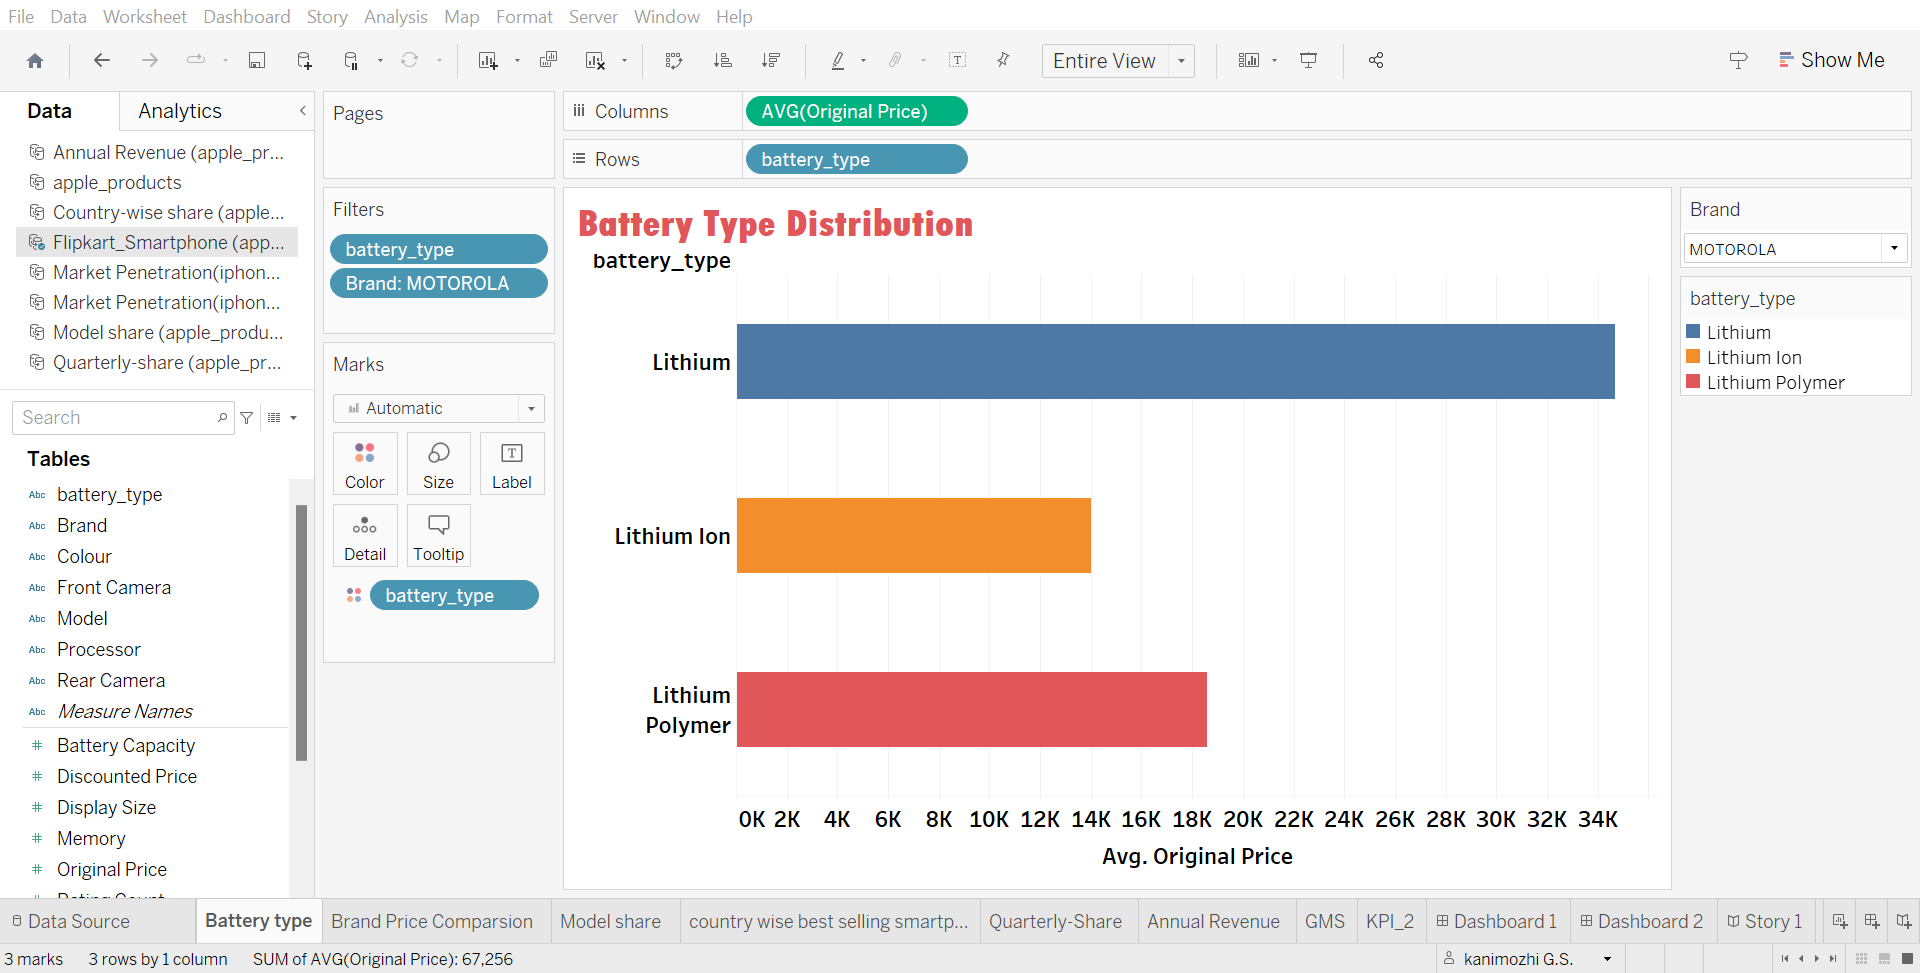 File Data Worksheet Dashboard Story Analysis Map Format Server Window Help
Entire View
Show Me
Data Analytics
Annual Revenue (apple_pr...
apple_products
Country-wise share (apple...
Flipkart_Smartphone (app...
Market Penetration(iphon...
Market Penetration(iphon...
Model share (apple_produ...
Quarterly-share (apple_pr...
Search
Tables
Abc battery_type
Abc Brand
Abc Colour
Abc Front Camera
Abc Model
Abc Processor
Abc Rear Camera
Abc Measure Names
# Battery Capacity
# Discounted Price
# Display Size
# Memory
# Original Price
Pages
Filters
battery_type
Brand: MOTOROLA
Marks
Automatic
Color Size T Label
Detail Tooltip
battery_type
Columns AVG(Original Price)
Rows battery_type
Battery Type Distribution
battery_type
Lithium
Lithium Ion
Lithium
Polymer
0K 2K 4K 6K 8K 10K 12K 14K 16K 18K 20K 22K 24K 26K 28K 30K 32K 34K
Avg. Original Price
Brand
MOTOROLA
battery_type
Lithium
Lithium Ion
Lithium Polymer
Data Source Battery type Brand Price Comparsion Model share country wise best selling smartp... Quarterly-Share Annual Revenue GMS KPI_2 Dashboard 1 Dashboard 2 Story 1
3 marks 3 rows by 1 column SUM of AVG(Original Price): 67,256 kanimozhi G.S.